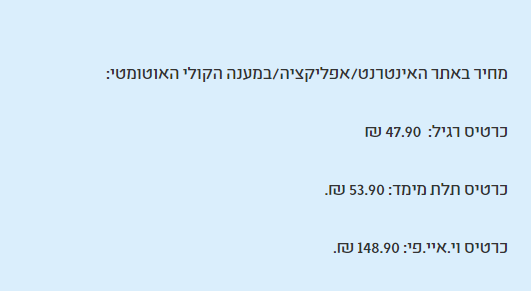 מחיר באתר האינטרנט/אפליקציה/במענה הקולי האוטומטי:
כרטיס רגיל: 47.90 ₪
כרטיס תלת מימד: 53.90 ₪.
כרטיס וי.איי.פי: 148.90 ₪.